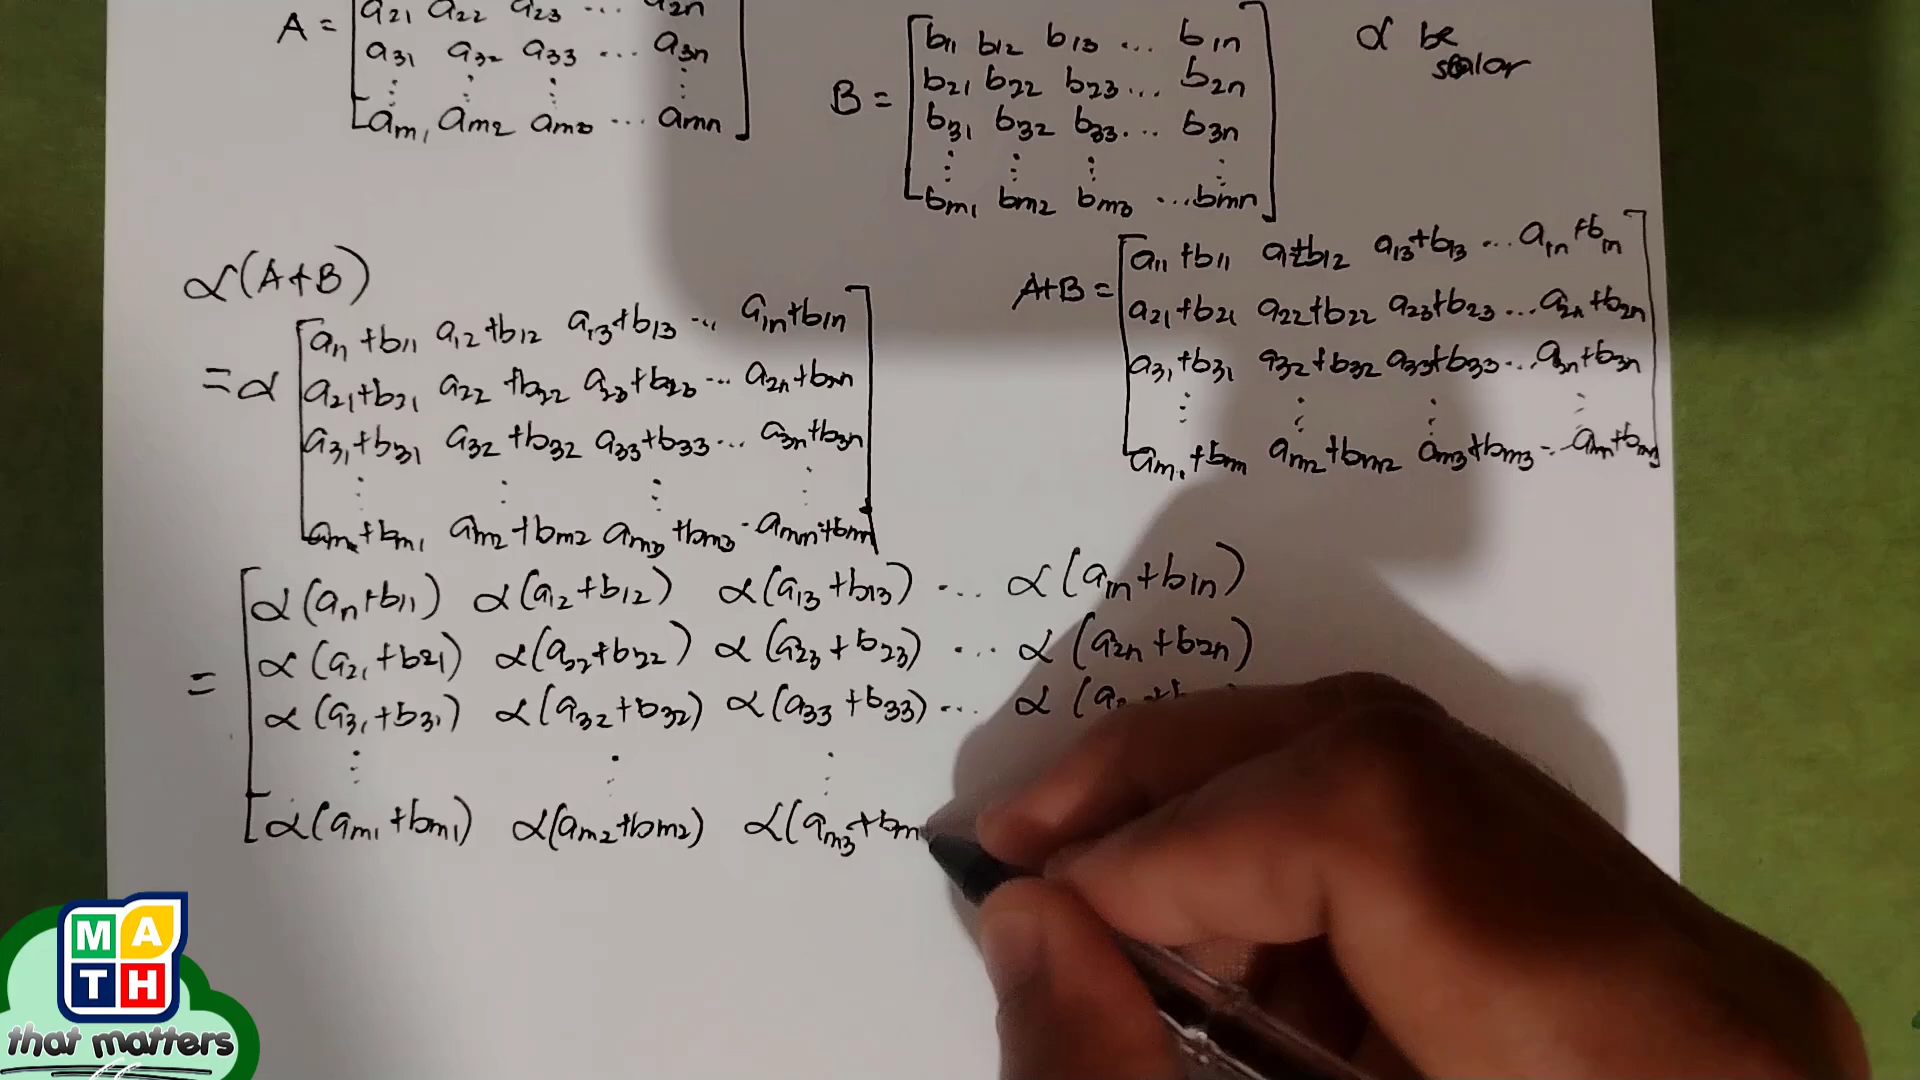 a21 a22 a23 ... a2n
A = a31 a32 a33 ... a3n
am1 am2 am3 ... amn
b11 b12 b13 ... b1n
B = b21 b22 b23 ... b2n
b31 b32 b33 ... b3n
bm1 bm2 bm3 ... bmn
α be
scalar
α(A+B)
= α
a11 + b11 a12 + b12 a13 + b13 ... a1n + b1n
a21 + b21 a22 + b22 a23 + b23 ... a2n + b2n
a31 + b31 a32 + b32 a33 + b33 ... a3n + b3n
am1 + bm1 am2 + bm2 am3 + bm3 - amn + bmn
A+B =
a11 + b11 a12 + b12 a13 + b13 ... a1n + b1n
a21 + b21 a22 + b22 a23 + b23 ... a2n + b2n
a31 + b31 a32 + b32 a33 + b33 ... a3n + b3n
am1 + bm1 am2 + bm2 am3 + bm3 -- amn + bmn
=
α(a11 + b11) α(a12 + b12) α(a13 + b13) ... α(a1n + b1n)
α(a21 + b21) α(a22 + b22) α(a23 + b23) ... α(a2n + b2n)
α(a31 + b31) α(a32 + b32) α(a33 + b33) ... α(a
α(am1 + bm1) α(am2 + bm2) α(am3 + bm
MATH
that matters